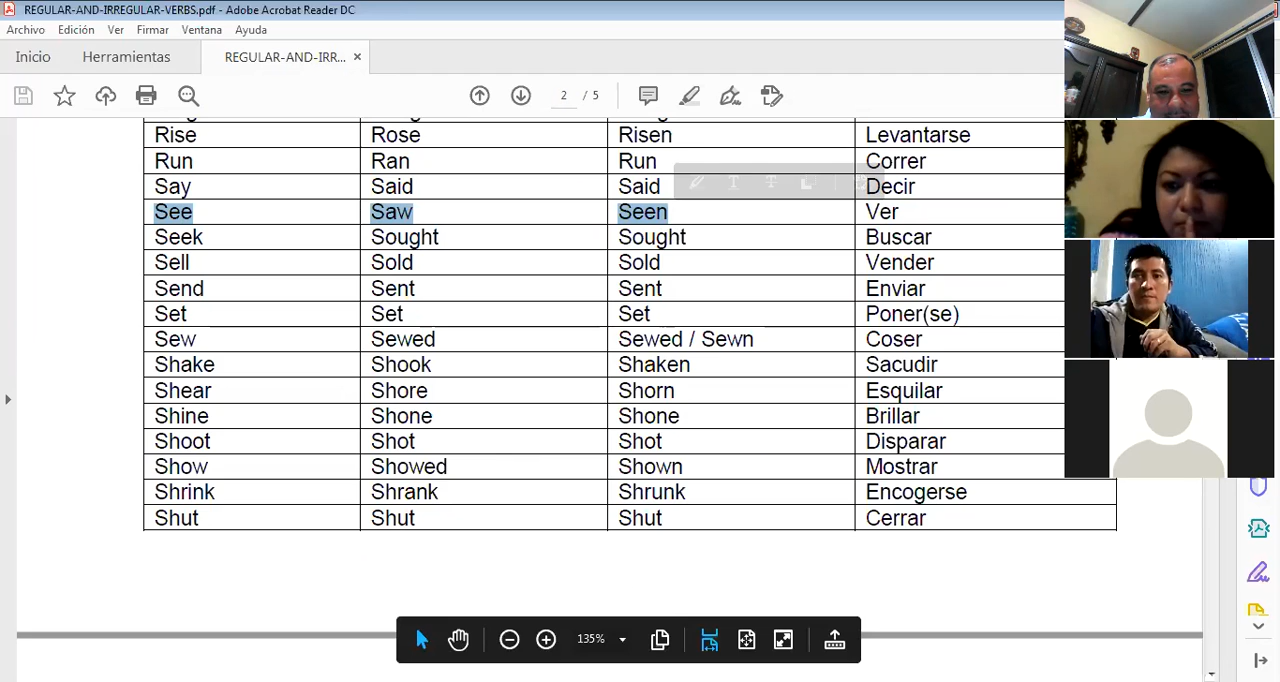 REGULAR-AND-IRREGULAR-VERBS.pdf - Adobe Acrobat Reader DC
Archivo Edición Ver Firmar Ventana Ayuda
Inicio Herramientas REGULAR-AND-IRR... ×
2 / 5
Rise Rose Risen Levantarse
Run Ran Run Correr
Say Said Said Decir
See Saw Seen Ver
Seek Sought Sought Buscar
Sell Sold Sold Vender
Send Sent Sent Enviar
Set Set Set Poner(se)
Sew Sewed Sewed / Sewn Coser
Shake Shook Shaken Sacudir
Shear Shore Shorn Esquilar
Shine Shone Shone Brillar
Shoot Shot Shot Disparar
Show Showed Shown Mostrar
Shrink Shrank Shrunk Encogerse
Shut Shut Shut Cerrar
135%